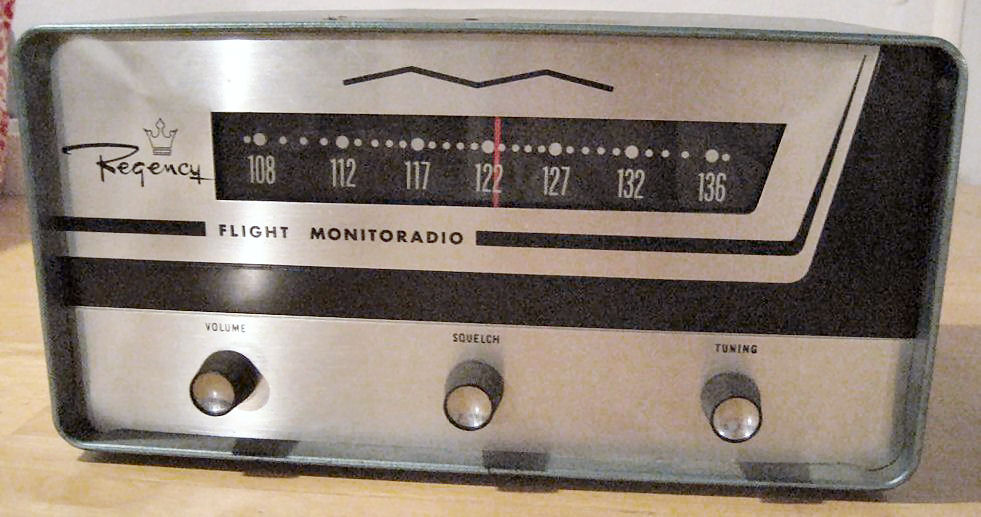 Regency
108 112 117 122 127 132 136
FLIGHT MONITORADIO
VOLUME SQUELCH TUNING